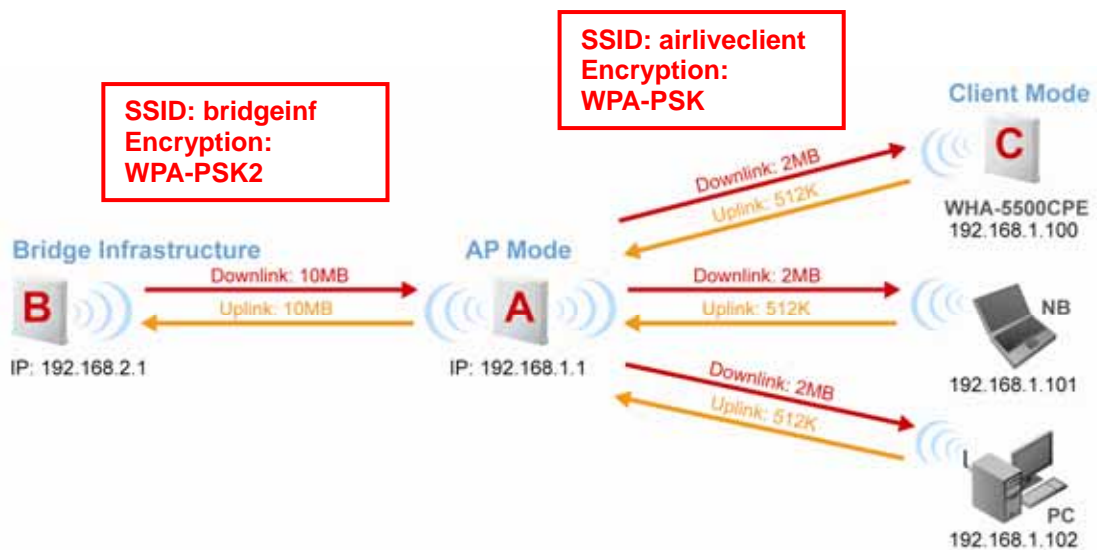 SSID: airliveclient
Encryption:
WPA-PSK
SSID: bridgeinf
Encryption:
WPA-PSK2
Client Mode
C
Downlink: 2MB
Uplink: 512K
WHA-5500CPE
192.168.1.100
Bridge Infrastructure
AP Mode
Downlink: 10MB
Downlink: 2MB
B
Uplink: 10MB
A
Uplink: 512K
NB
IP: 192.168.2.1
IP: 192.168.1.1
192.168.1.101
Downlink: 2MB
Uplink: 512K
PC
192.168.1.102